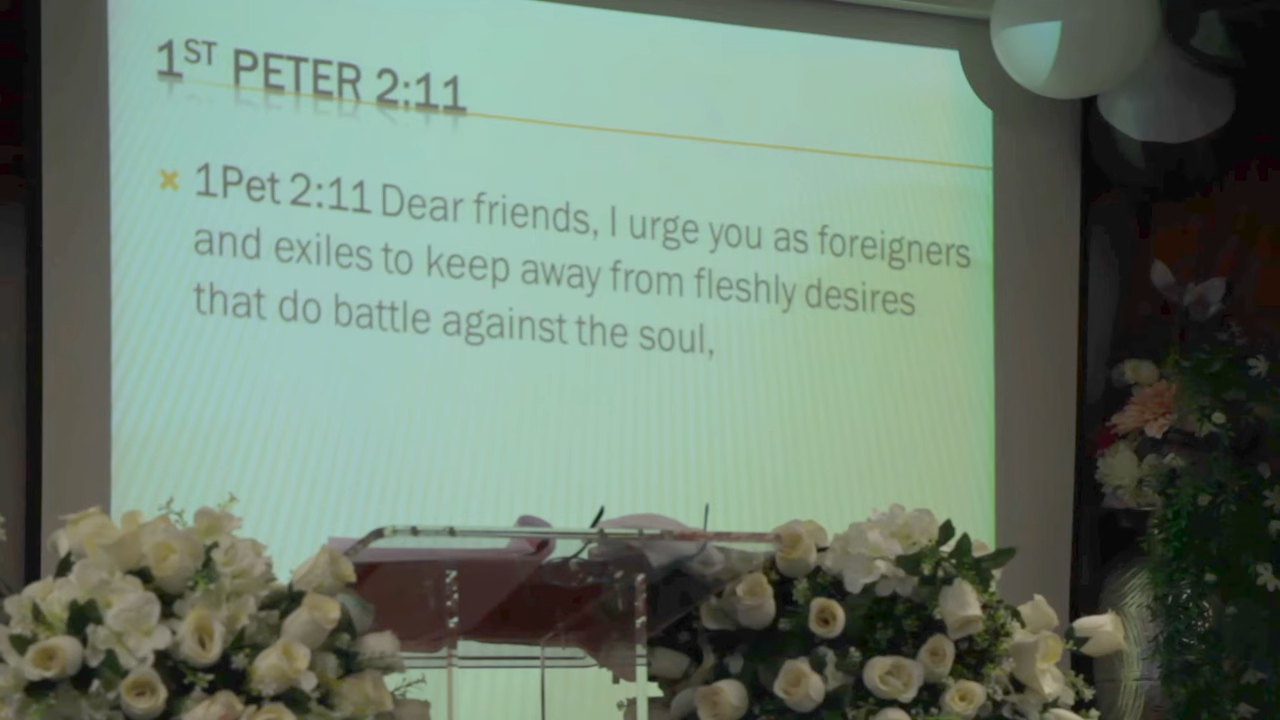 1ST PETER 2:11
1Pet 2:11 Dear friends, I urge you as foreigners
and exiles to keep away from fleshly desires
that do battle against the soul,